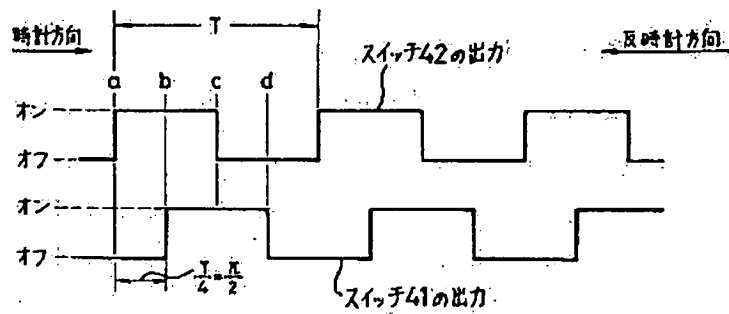 T
時計方向
スイッチ42の出力
反時計方向
a b c d
オン
オフ
オン
オフ
T/4=π/2
スイッチ41の出力